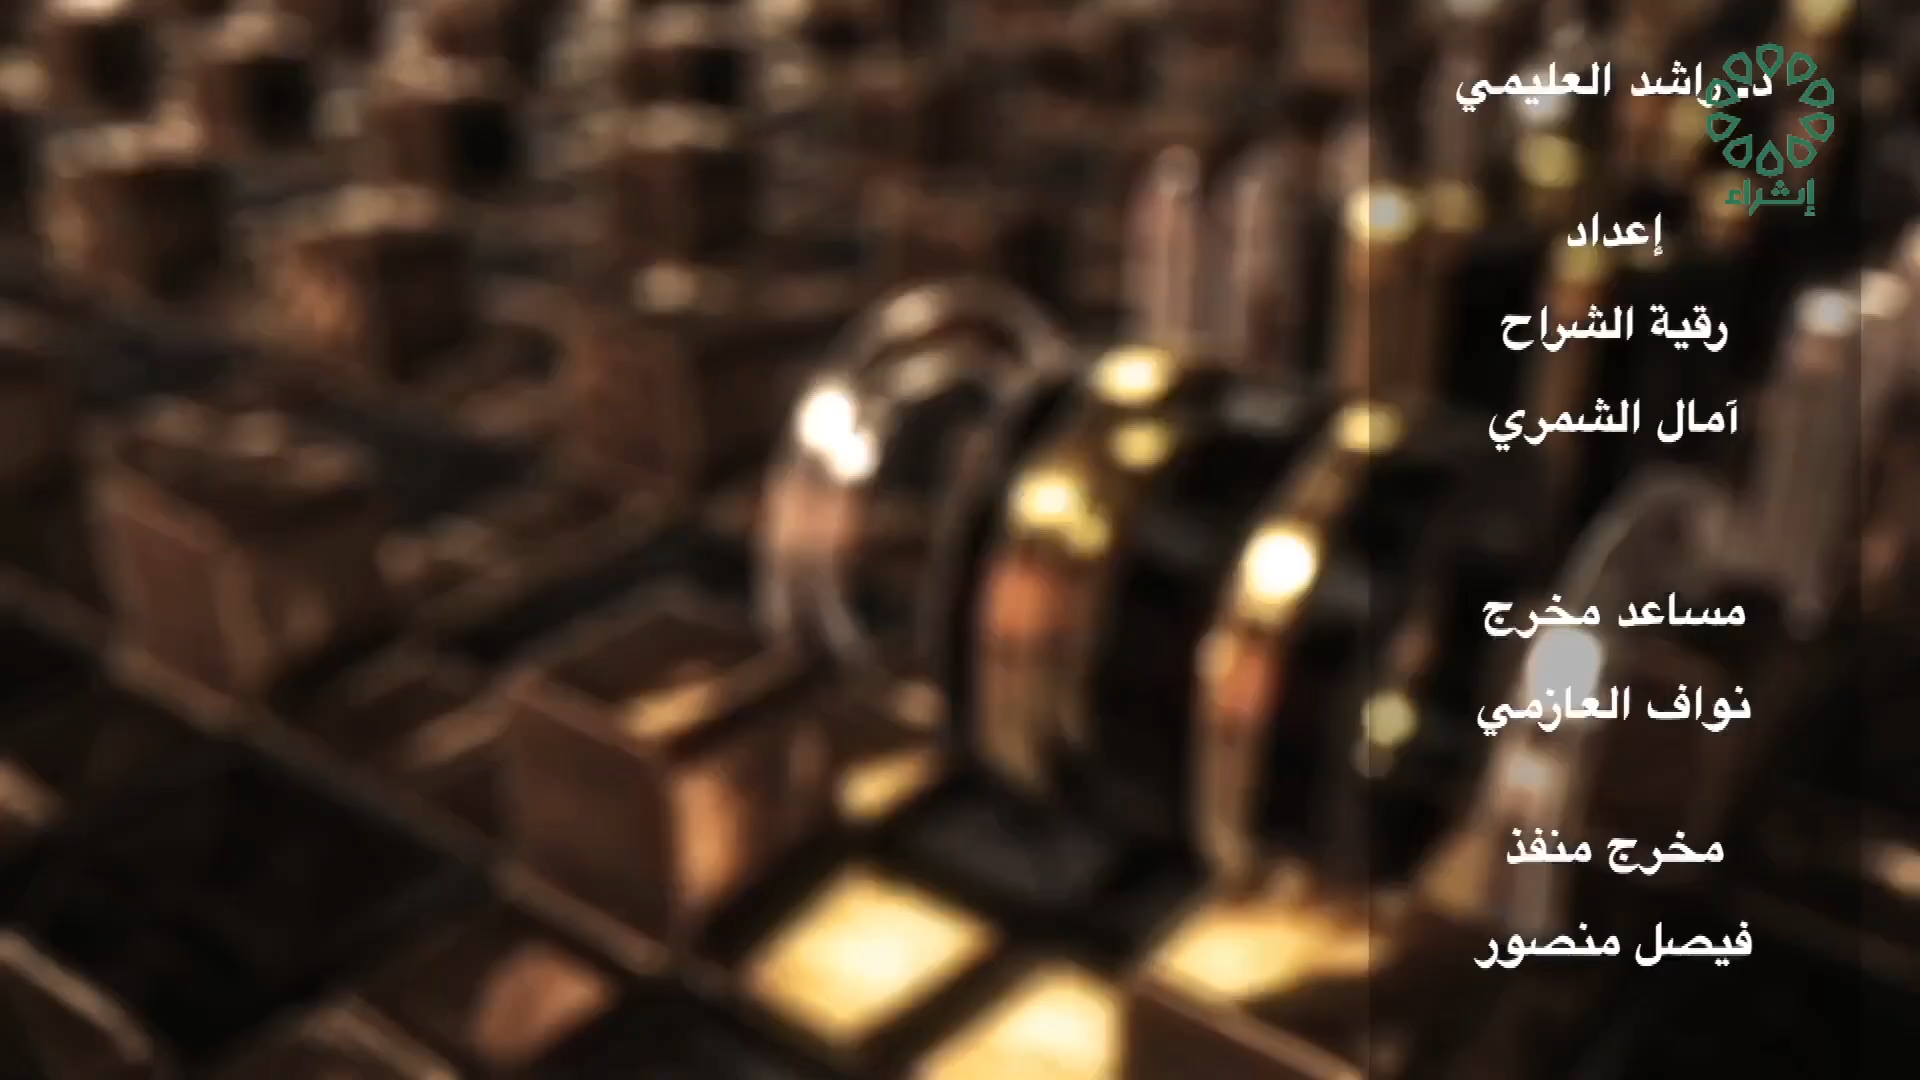 د. راشد العليمي
إثراء
إعداد
رقية الشراح
آمال الشمري
مساعد مخرج
نواف العازمي
مخرج منفذ
فيصل منصور